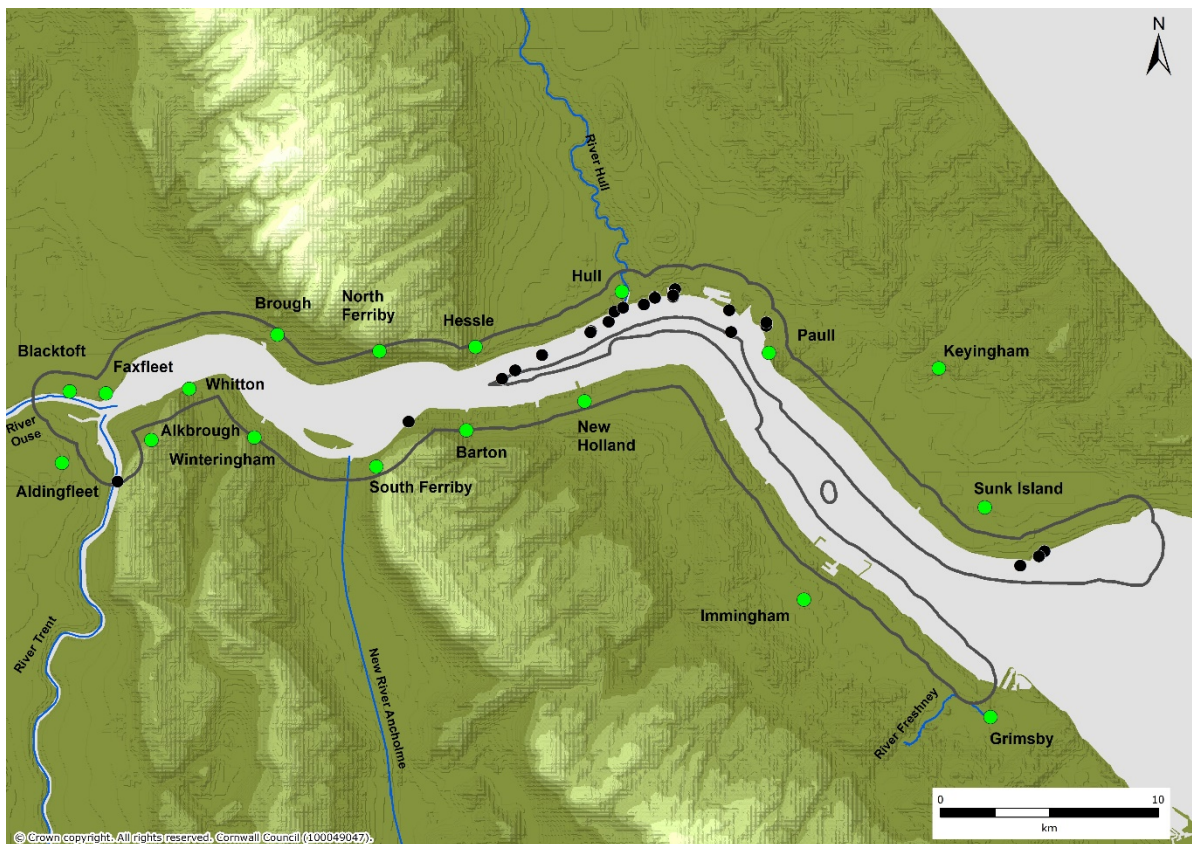 N
River Hull
Hull
Brough
North
Ferriby
Hessle
Paull
Keyingham
Blacktoft
Faxfleet
Whitton
River
Ouse
Alkbrough
Winteringham
Aldingfleet
New
Holland
Barton
South Ferriby
Sunk Island
Immingham
River Trent
New River Ancholme
River Freshney
Grimsby
0 10
km
© Crown copyright. All rights reserved. Cornwall Council (100049047).